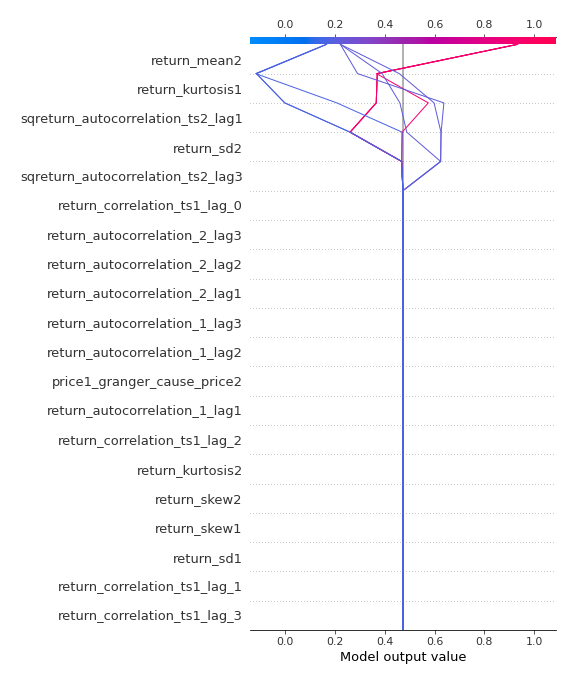 0.0 0.2 0.4 0.6 0.8 1.0
return_mean2
return_kurtosis1
sqreturn_autocorrelation_ts2_lag1
return_sd2
sqreturn_autocorrelation_ts2_lag3
return_correlation_ts1_lag_0
return_autocorrelation_2_lag3
return_autocorrelation_2_lag2
return_autocorrelation_2_lag1
return_autocorrelation_1_lag3
return_autocorrelation_1_lag2
price1_granger_cause_price2
return_autocorrelation_1_lag1
return_correlation_ts1_lag_2
return_kurtosis2
return_skew2
return_skew1
return_sd1
return_correlation_ts1_lag_1
return_correlation_ts1_lag_3
0.0 0.2 0.4 0.6 0.8 1.0
Model output value